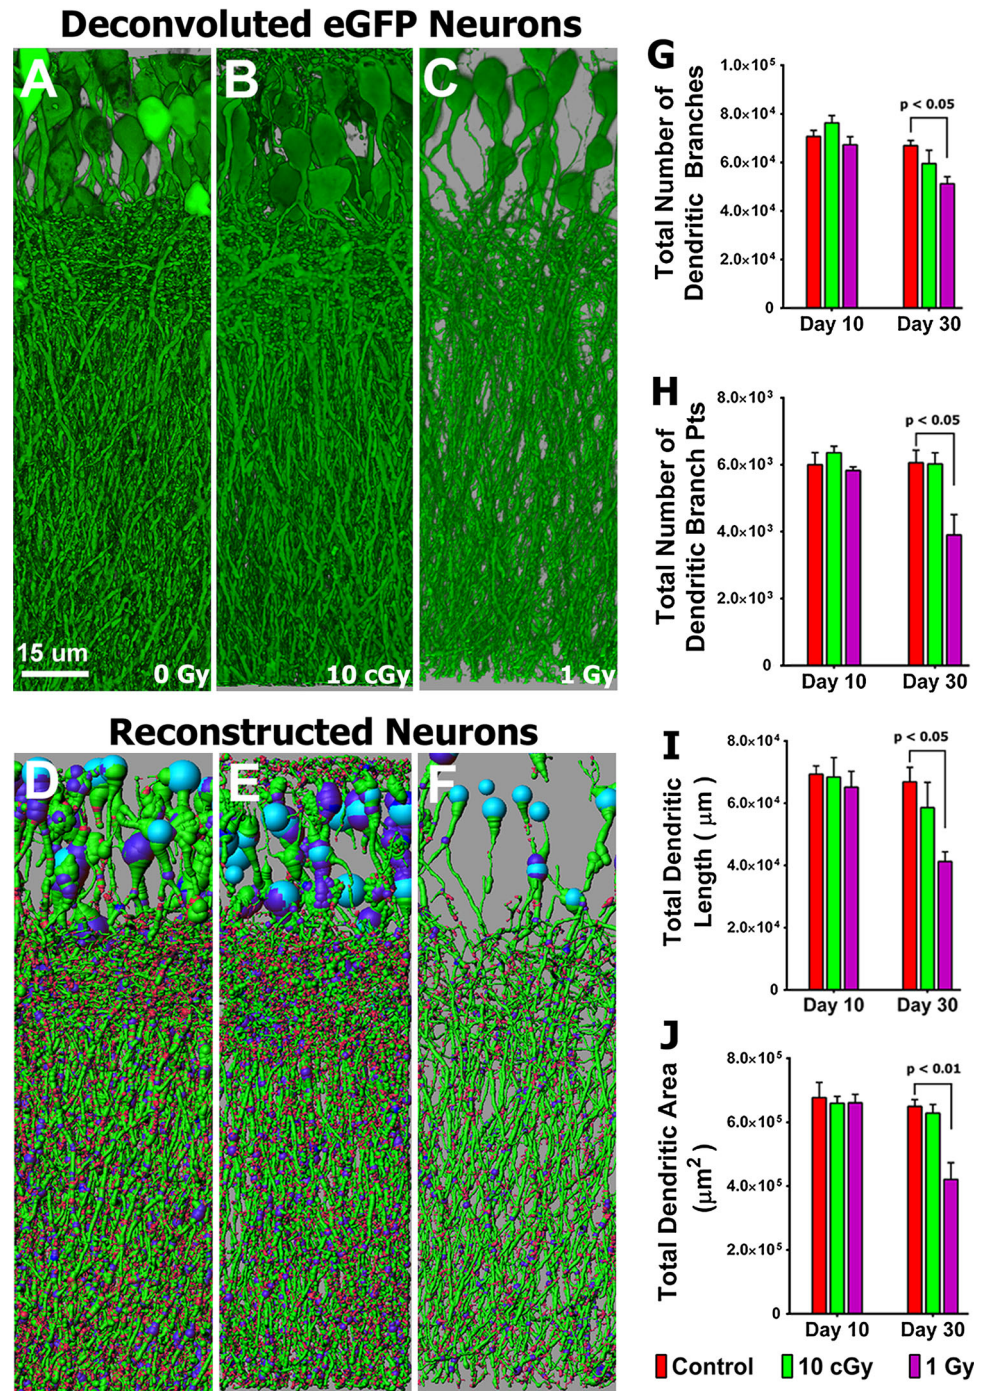 Deconvoluted eGFP Neurons
A
B
C
15 um
0 Gy
10 cGy
1 Gy
Reconstructed Neurons
D
E
F
G
Total Number of
Dendritic Branches
1.0×10⁵
8.0×10⁴
6.0×10⁴
4.0×10⁴
2.0×10⁴
0
p < 0.05
Day 10
Day 30
H
Total Number of
Dendritic Branch Pts
8.0×10³
6.0×10³
4.0×10³
2.0×10³
0
p < 0.05
Day 10
Day 30
I
Total Dendritic
Length ( μm )
8.0×10⁴
6.0×10⁴
4.0×10⁴
2.0×10⁴
0
p < 0.05
Day 10
Day 30
J
Total Dendritic Area
(μm² )
8.0×10⁵
6.0×10⁵
4.0×10⁵
2.0×10⁵
0
p < 0.01
Day 10
Day 30
Control
10 cGy
1 Gy